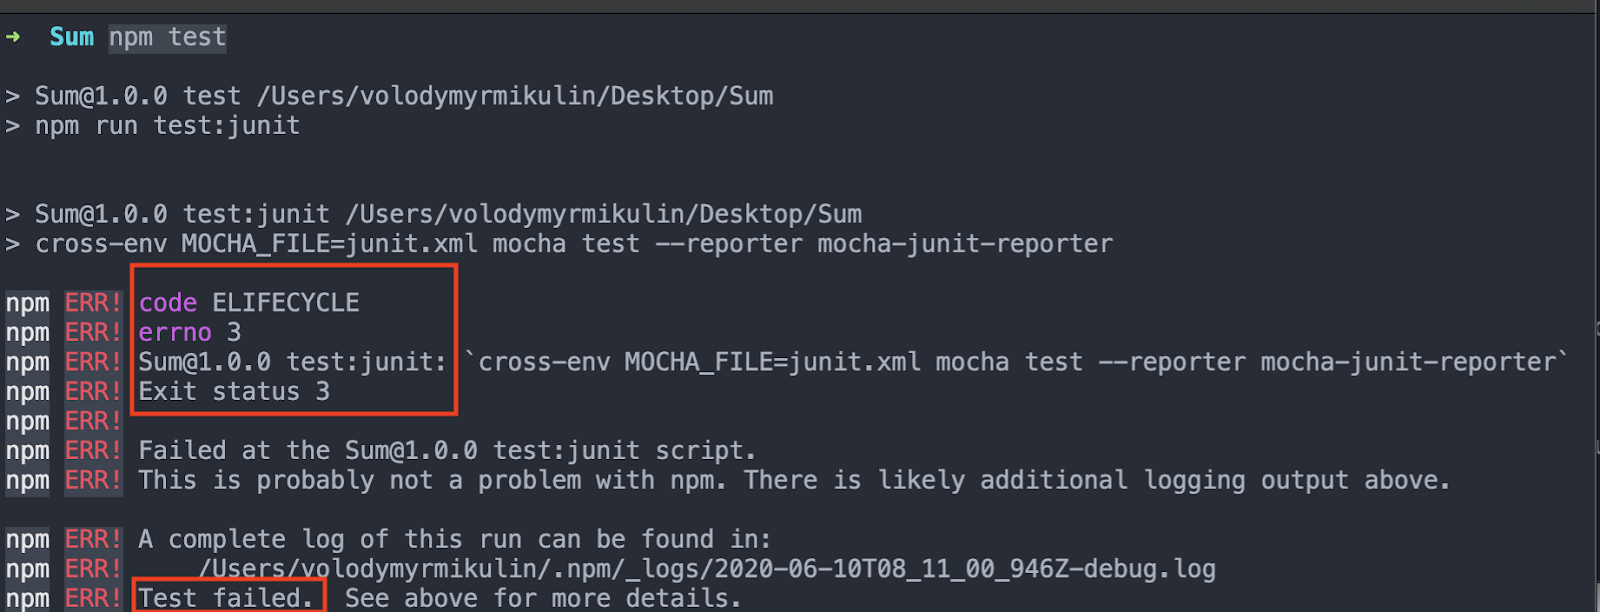 ➜ Sum npm test
> Sum@1.0.0 test /Users/volodymyrmikulin/Desktop/Sum
> npm run test:junit
> Sum@1.0.0 test:junit /Users/volodymyrmikulin/Desktop/Sum
> cross-env MOCHA_FILE=junit.xml mocha test --reporter mocha-junit-reporter
npm ERR! code ELIFECYCLE
npm ERR! errno 3
npm ERR! Sum@1.0.0 test:junit: `cross-env MOCHA_FILE=junit.xml mocha test --reporter mocha-junit-reporter`
npm ERR! Exit status 3
npm ERR!
npm ERR! Failed at the Sum@1.0.0 test:junit script.
npm ERR! This is probably not a problem with npm. There is likely additional logging output above.
npm ERR! A complete log of this run can be found in:
npm ERR! /Users/volodymyrmikulin/.npm/_logs/2020-06-10T08_11_00_946Z-debug.log
npm ERR! Test failed. See above for more details.